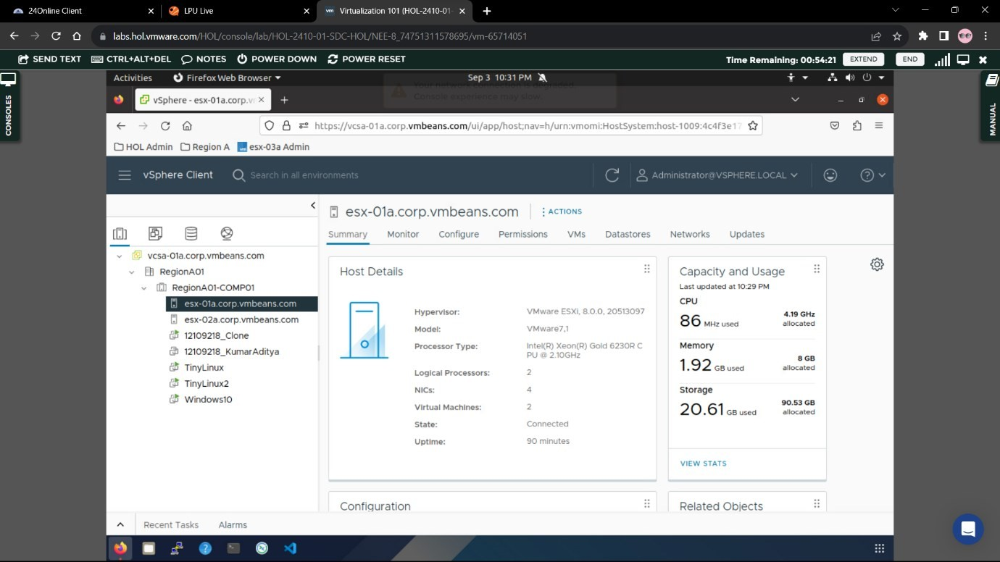 24Online Client
LPU Live
Virtualization 101 (HOL-2410-01-
labs.hol.vmware.com/HOL/console/lab/HOL-2410-01-SDC-HOL/NEE-8_74751311578695/vm-65714051
SEND TEXT CTRL+ALT+DEL NOTES POWER DOWN POWER RESET
Time Remaining: 00:54:21 EXTEND END
CONSOLES
MANUAL
Activities Firefox Web Browser Sep 3 10:31 PM
Your network connection is degraded.
Console experience may slow.
vSphere - esx-01a.corp.v
https://vcsa-01a.corp.vmbeans.com/ui/app/host;nav=h/urn:vmomi:HostSystem:host-1009:4c4f3e17
HOL Admin Region A esx-03a Admin
vSphere Client Search in all environments Administrator@VSPHERE.LOCAL
vcsa-01a.corp.vmbeans.com
RegionA01
RegionA01-COMP01
esx-01a.corp.vmbeans.com
esx-02a.corp.vmbeans.com
12109218_Clone
12109218_KumarAditya
TinyLinux
TinyLinux2
Windows10
esx-01a.corp.vmbeans.com ACTIONS
Summary Monitor Configure Permissions VMs Datastores Networks Updates
Host Details
Hypervisor: VMware ESXi, 8.0.0, 20513097
Model: VMware7,1
Processor Type: Intel(R) Xeon(R) Gold 6230R C
PU @ 2.10GHz
Logical Processors: 2
NICs: 4
Virtual Machines: 2
State: Connected
Uptime: 90 minutes
Capacity and Usage
Last updated at 10:29 PM
CPU
86 MHz used 4.19 GHz
allocated
Memory
1.92 GB used 8 GB
allocated
Storage
20.61 GB used 90.53 GB
allocated
VIEW STATS
Configuration
Related Objects
Recent Tasks Alarms